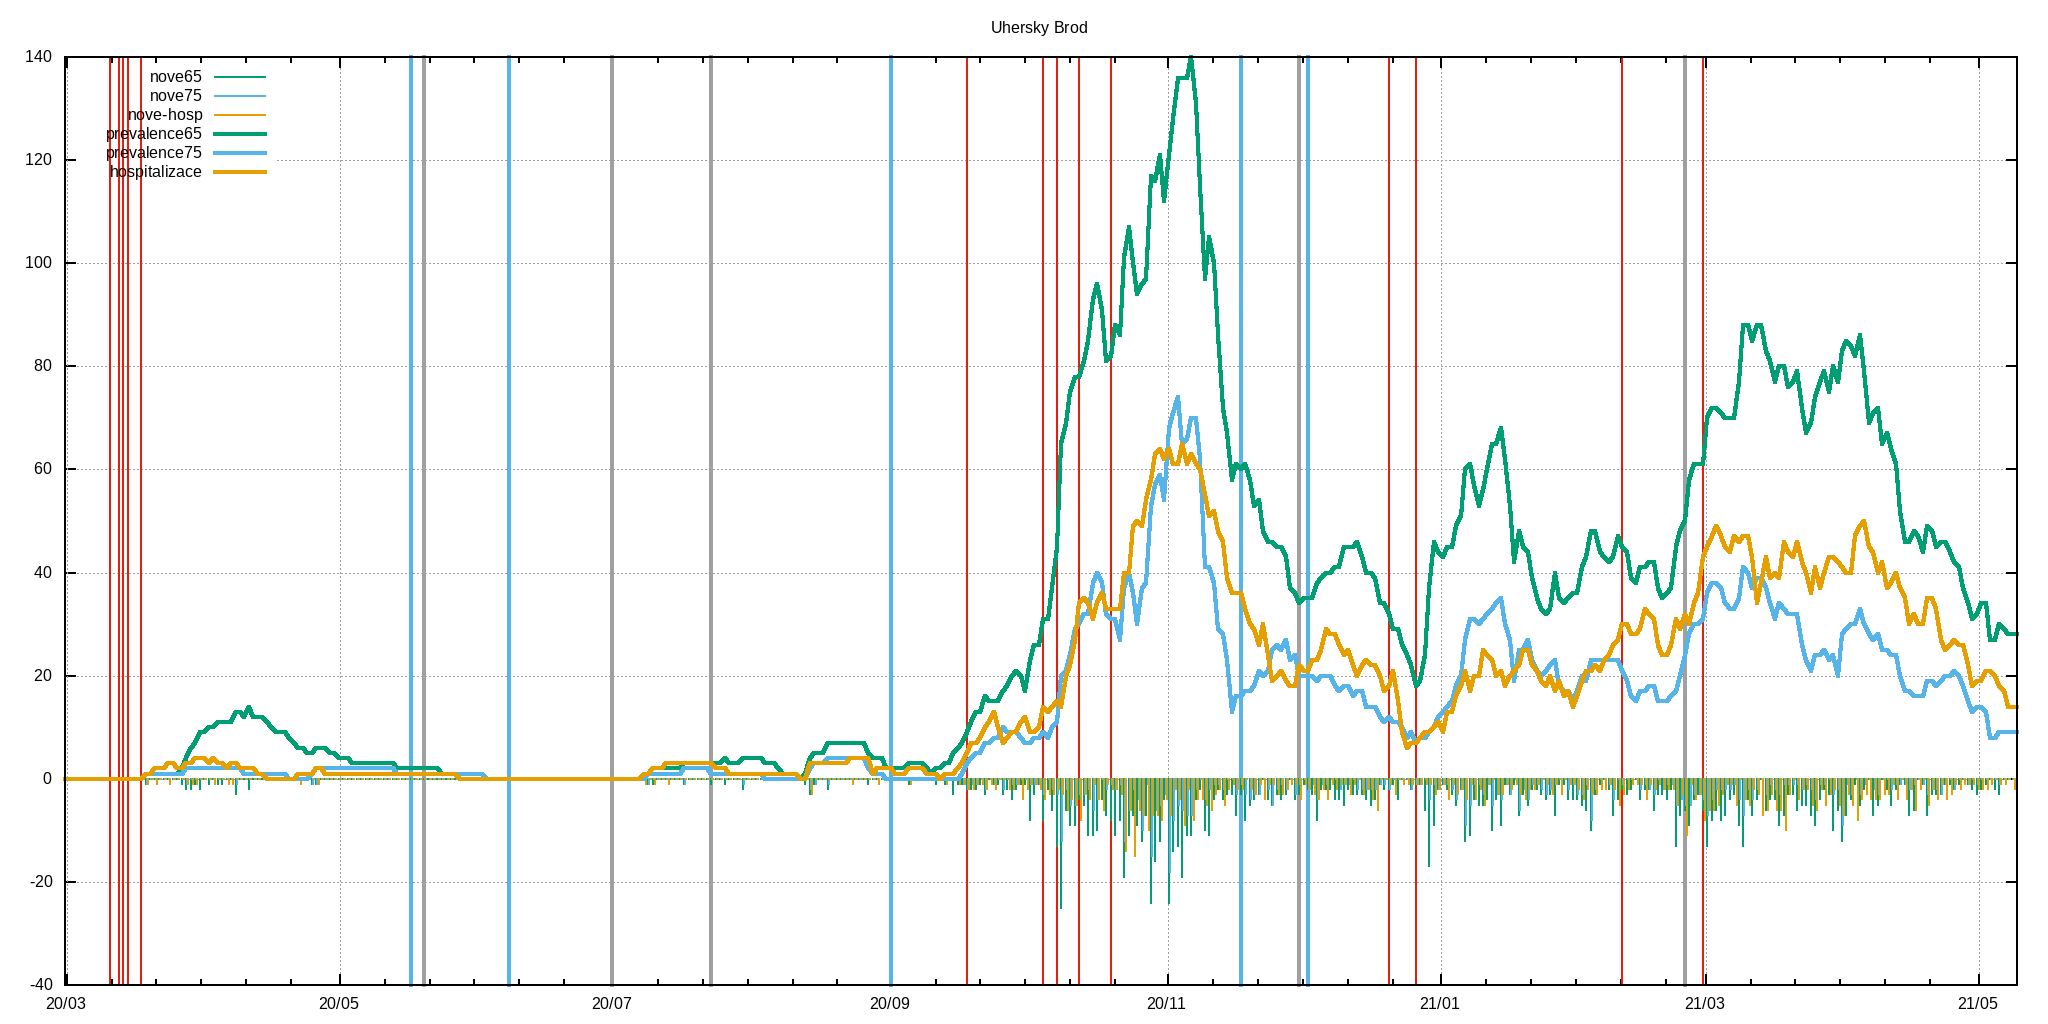 Uhersky Brod
140
120
100
80
60
40
20
0
-20
-40
nove65
nove75
nove-hosp
prevalence65
prevalence75
hospitalizace
20/03 20/05 20/07 20/09 20/11 21/01 21/03 21/05